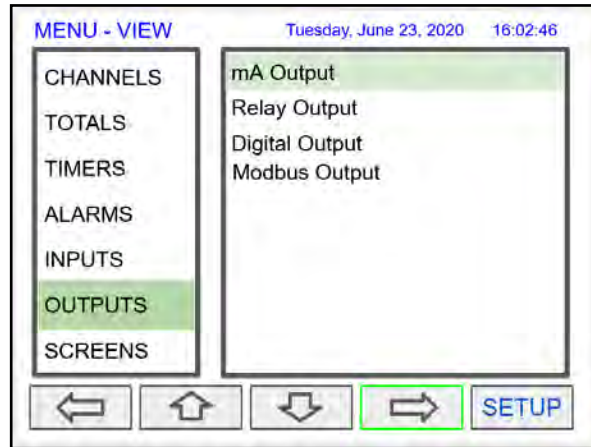 MENU - VIEW
Tuesday, June 23, 2020 16:02:46
CHANNELS
TOTALS
TIMERS
ALARMS
INPUTS
OUTPUTS
SCREENS
mA Output
Relay Output
Digital Output
Modbus Output
SETUP